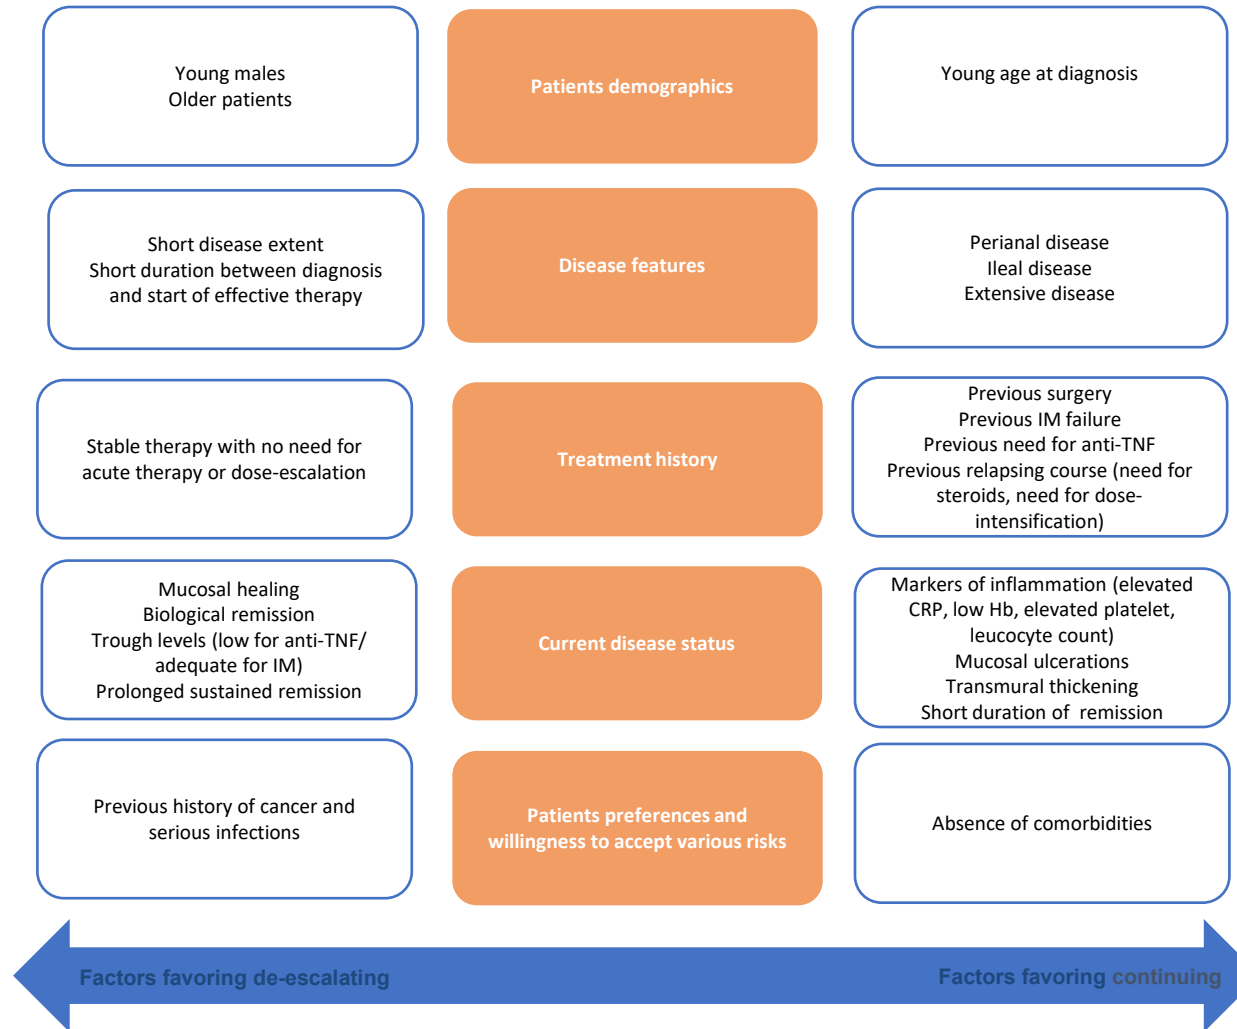 Young males
Older patients
Patients demographics
Young age at diagnosis
Short disease extent
Short duration between diagnosis
and start of effective therapy
Disease features
Perianal disease
Ileal disease
Extensive disease
Stable therapy with no need for
acute therapy or dose-escalation
Treatment history
Previous surgery
Previous IM failure
Previous need for anti-TNF
Previous relapsing course (need for
steroids, need for dose-
intensification)
Mucosal healing
Biological remission
Trough levels (low for anti-TNF/
adequate for IM)
Prolonged sustained remission
Current disease status
Markers of inflammation (elevated
CRP, low Hb, elevated platelet,
leucocyte count)
Mucosal ulcerations
Transmural thickening
Short duration of remission
Previous history of cancer and
serious infections
Patients preferences and
willingness to accept various risks
Absence of comorbidities
Factors favoring de-escalating
Factors favoring continuing